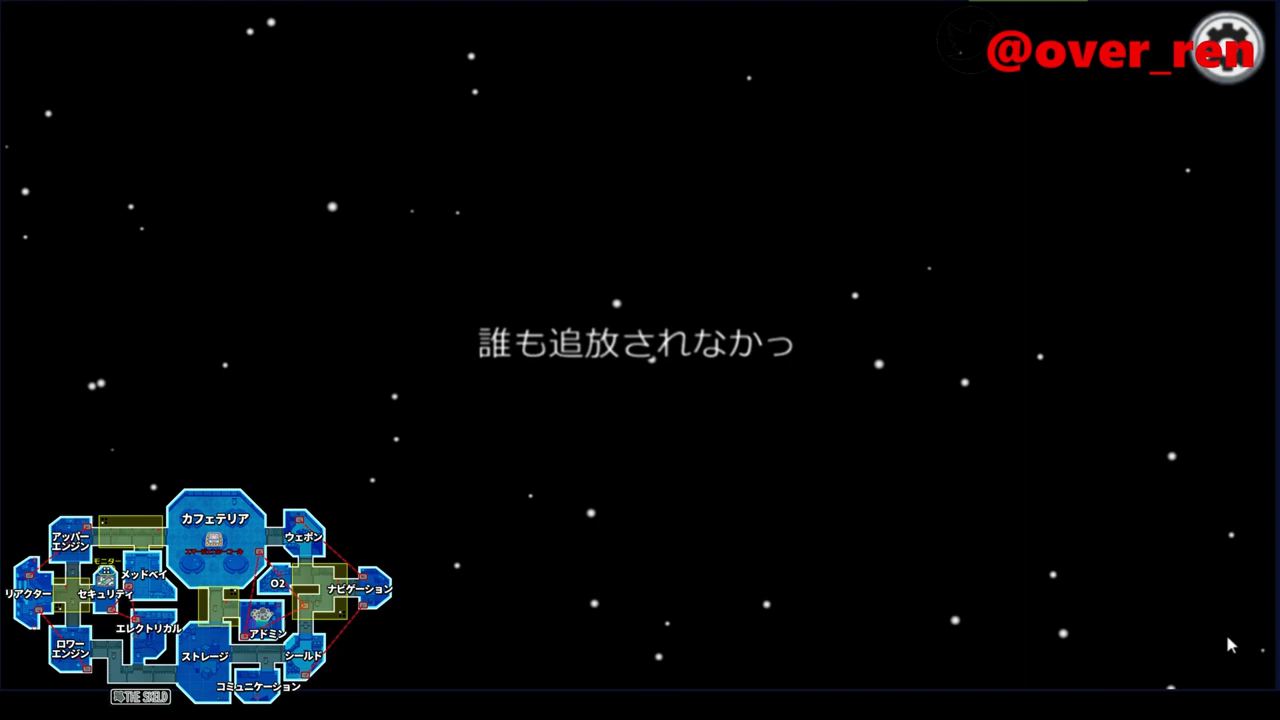 @over_ren
誰も追放されなかっ
カフェテリア
アッパー
エンジン
ウェポン
モニター
メッドベイ
O2
リアクター
セキュリティ
ナビゲーション
エレクトリカル
アドミン
ロワー
エンジン
ストレージ
シールド
コミュニケーション
THE SKELD